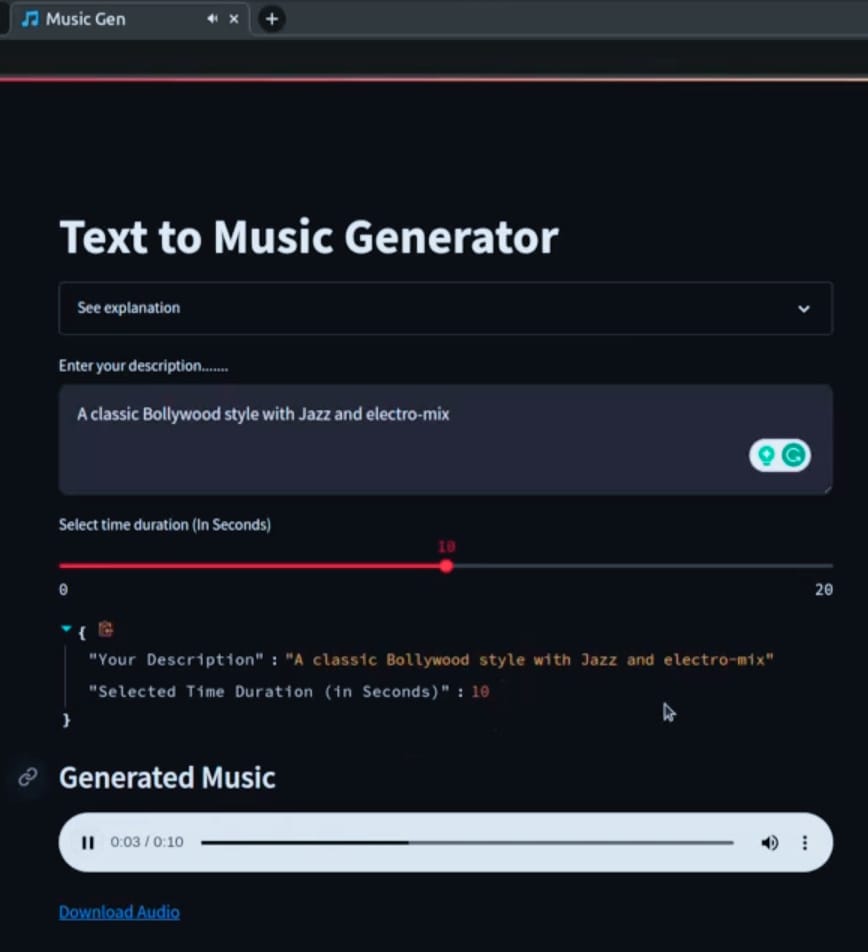 Music Gen
Text to Music Generator
See explanation
Enter your description.......
A classic Bollywood style with Jazz and electro-mix
Select time duration (In Seconds)
10
0 20
{
"Your Description" : "A classic Bollywood style with Jazz and electro-mix"
"Selected Time Duration (in Seconds)" : 10
}
Generated Music
0:03 / 0:10
Download Audio